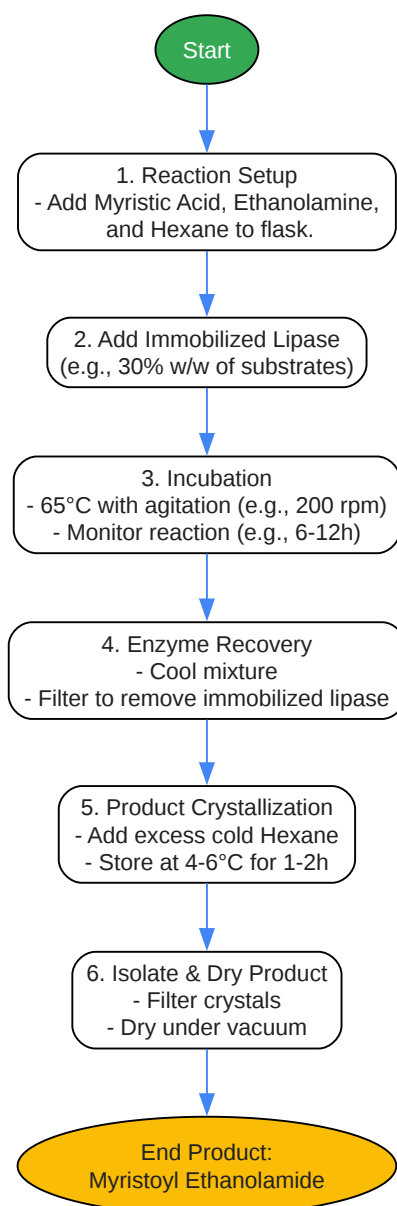 Start
1. Reaction Setup
- Add Myristic Acid, Ethanolamine,
and Hexane to flask.
2. Add Immobilized Lipase
(e.g., 30% w/w of substrates)
3. Incubation
- 65°C with agitation (e.g., 200 rpm)
- Monitor reaction (e.g., 6-12h)
4. Enzyme Recovery
- Cool mixture
- Filter to remove immobilized lipase
5. Product Crystallization
- Add excess cold Hexane
- Store at 4-6°C for 1-2h
6. Isolate & Dry Product
- Filter crystals
- Dry under vacuum
End Product:
Myristoyl Ethanolamide